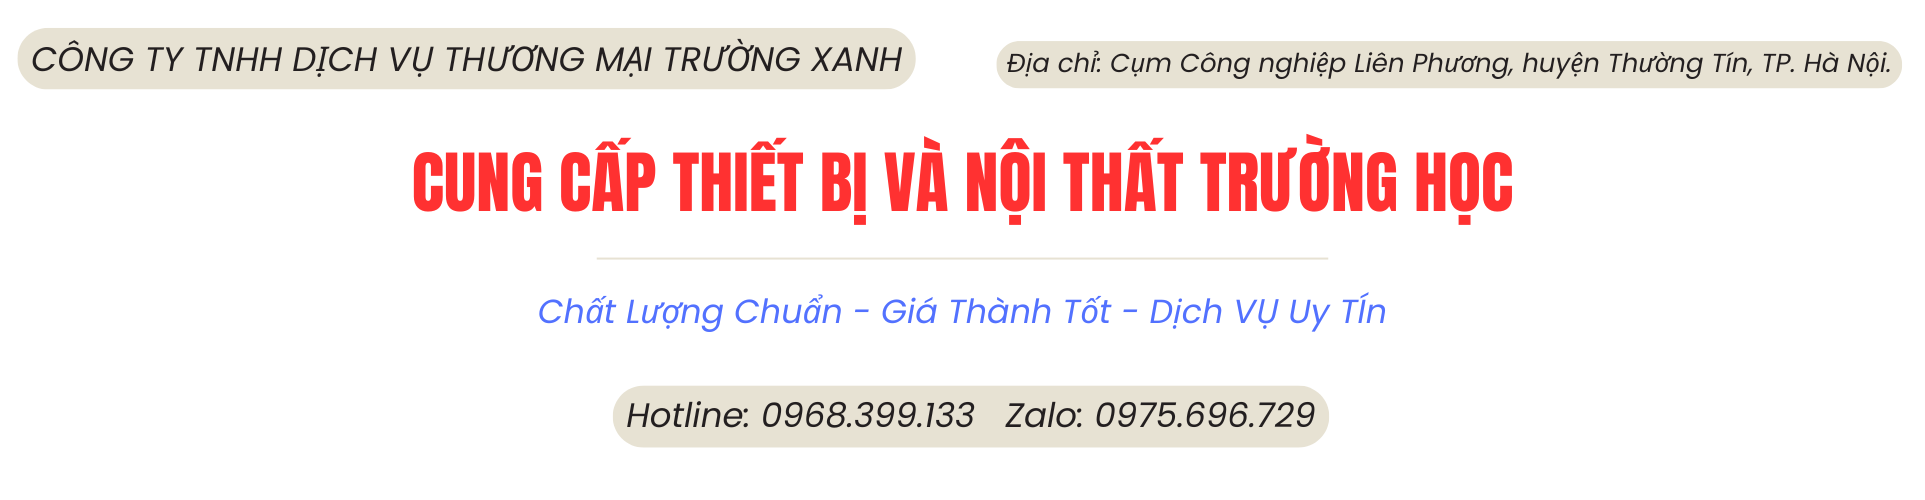 CÔNG TY TNHH DỊCH VỤ THƯƠNG MẠI TRƯỜNG XANH
Địa chỉ: Cụm Công nghiệp Liên Phương, huyện Thường Tín, TP. Hà Nội.
CUNG CẤP THIẾT BỊ VÀ NỘI THẤT TRƯỜNG HỌC
Chất Lượng Chuẩn - Giá Thành Tốt - Dịch VỤ Uy TÍn
Hotline: 0968.399.133 Zalo: 0975.696.729